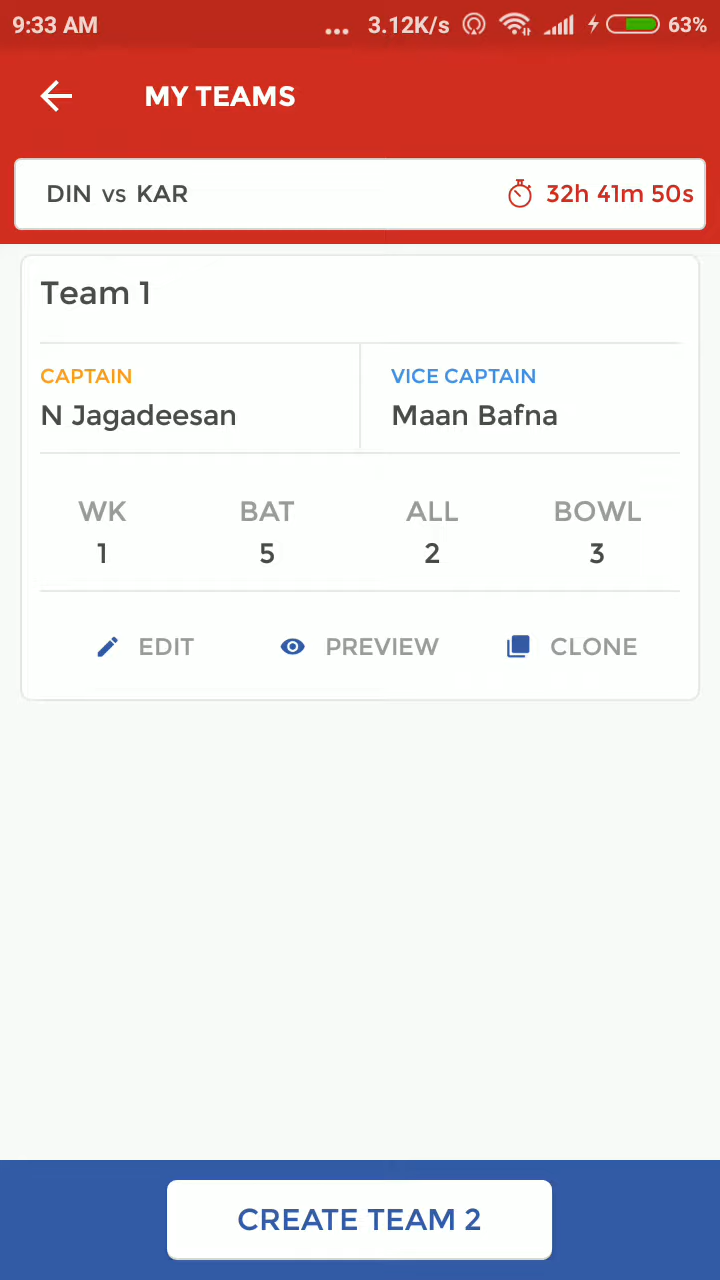 9:33 AM ... 3.12K/s 63%
MY TEAMS
DIN vs KAR 32h 41m 50s
Team 1
CAPTAIN VICE CAPTAIN
N Jagadeesan Maan Bafna
WK BAT ALL BOWL
1 5 2 3
EDIT PREVIEW CLONE
CREATE TEAM 2